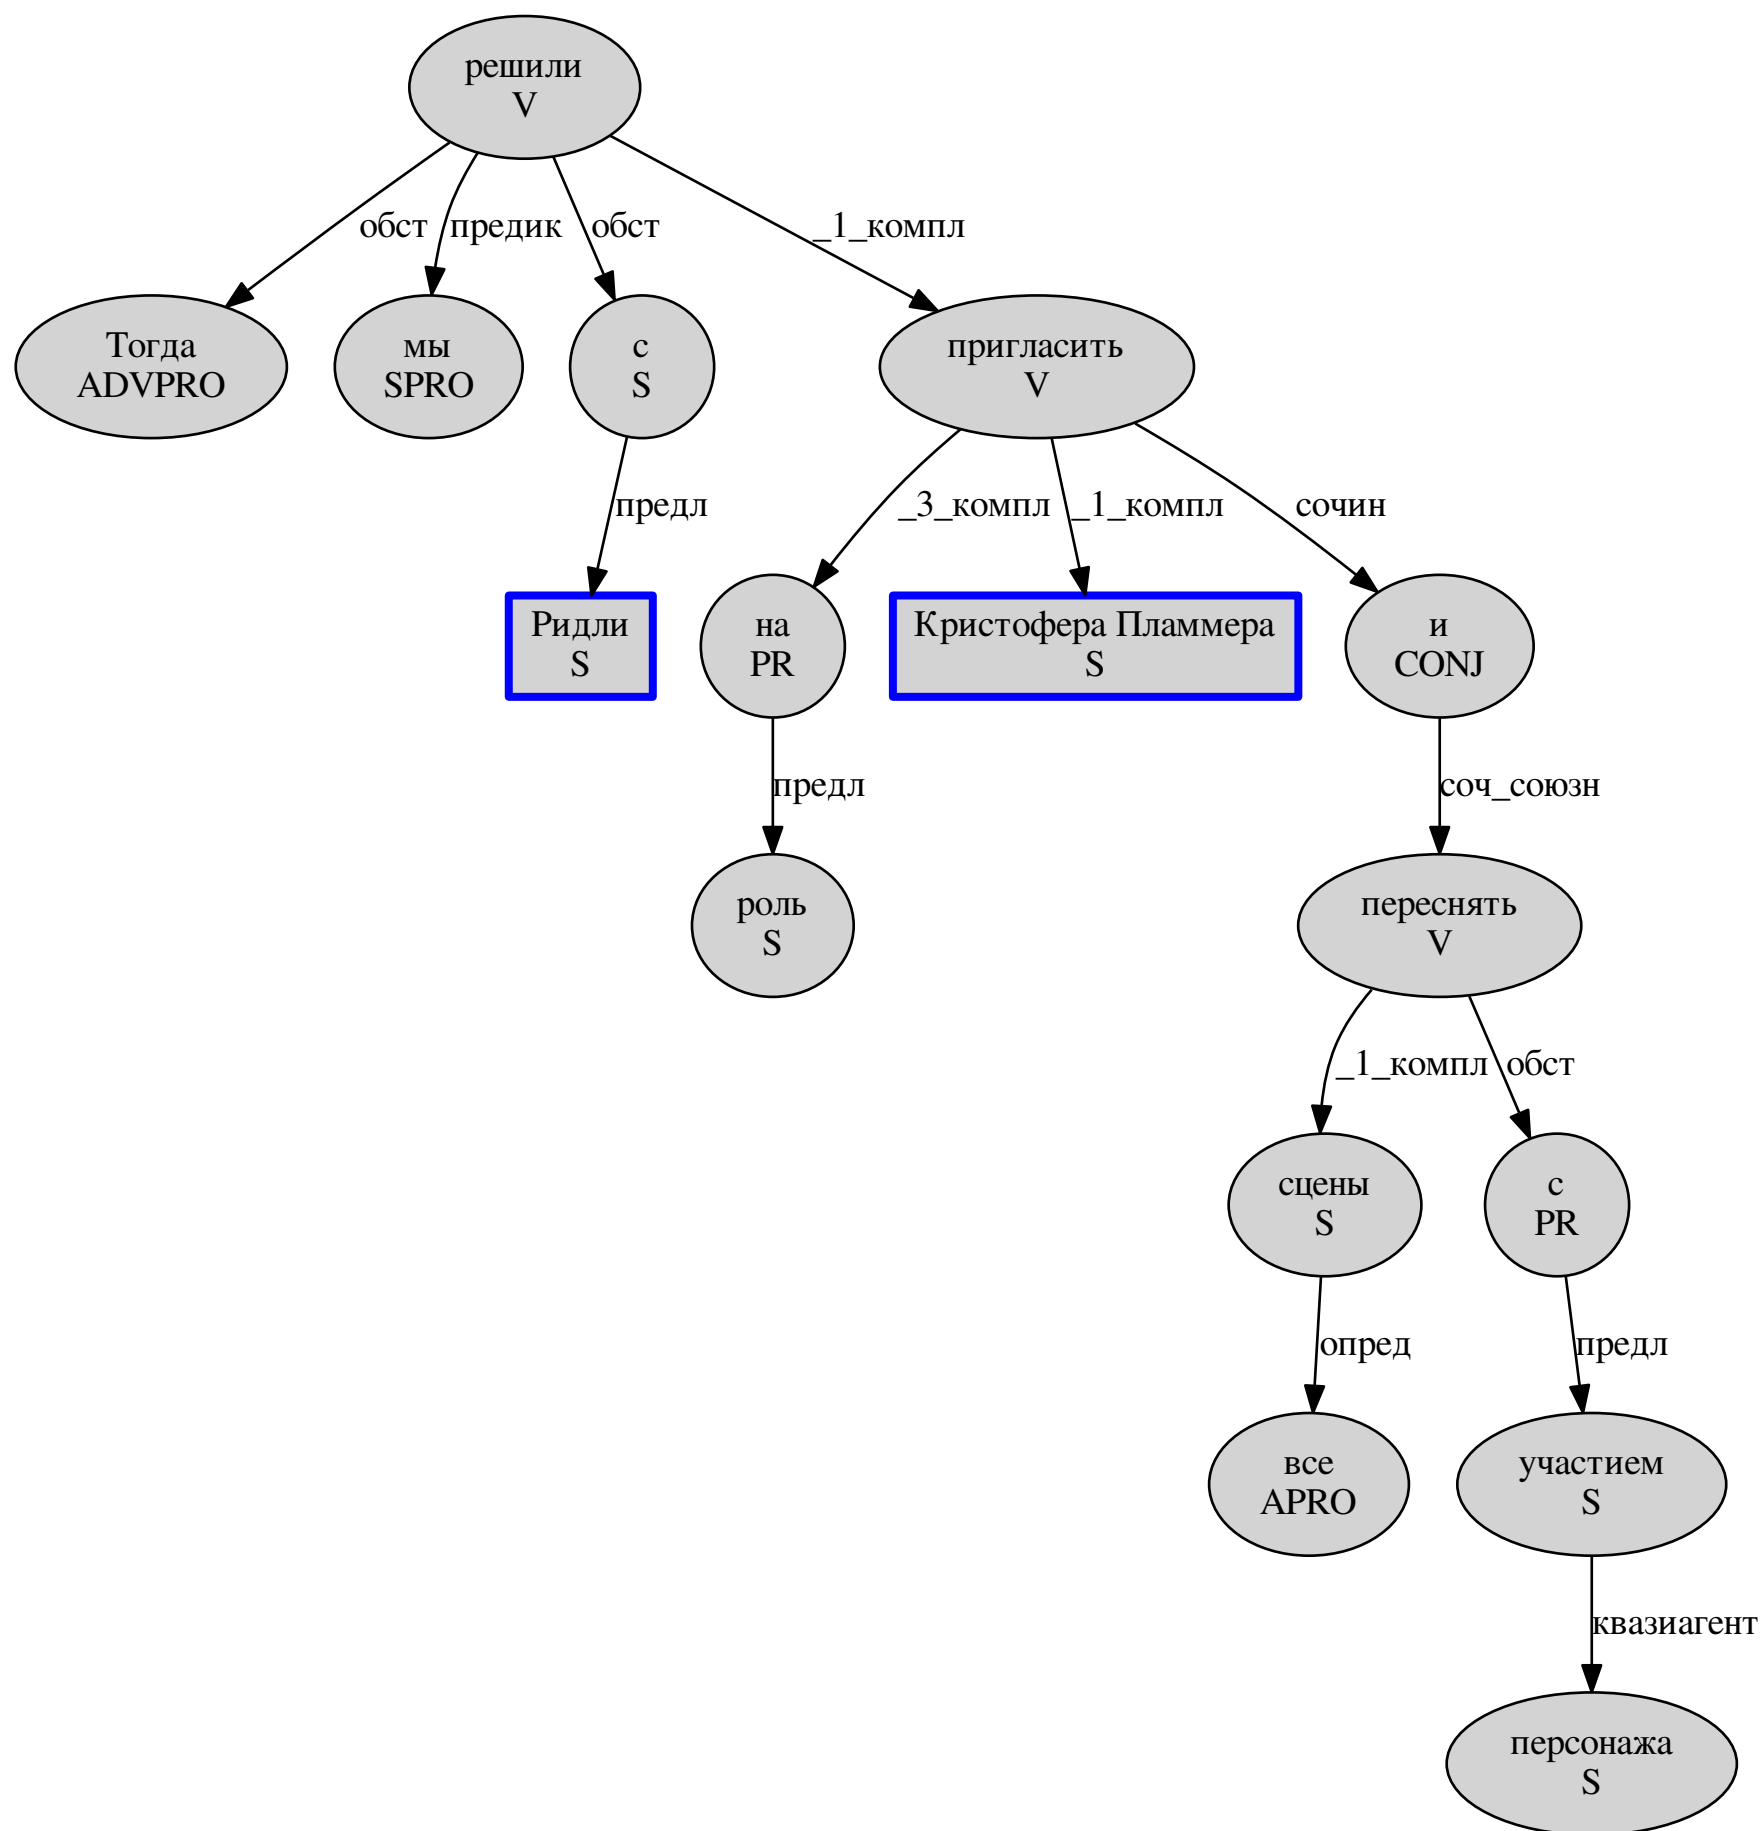 решили
V
обст
предик
обст
_1_компл
Тогда
ADVPRO
мы
SPRO
с
S
пригласить
V
предл
_3_компл
_1_компл
сочин
Ридли
S
на
PR
Кристофера Пламмера
S
и
CONJ
предл
соч_союзн
роль
S
переснять
V
_1_компл
обст
сцены
S
с
PR
опред
предл
все
APRO
участием
S
квазиагент
персонажа
S